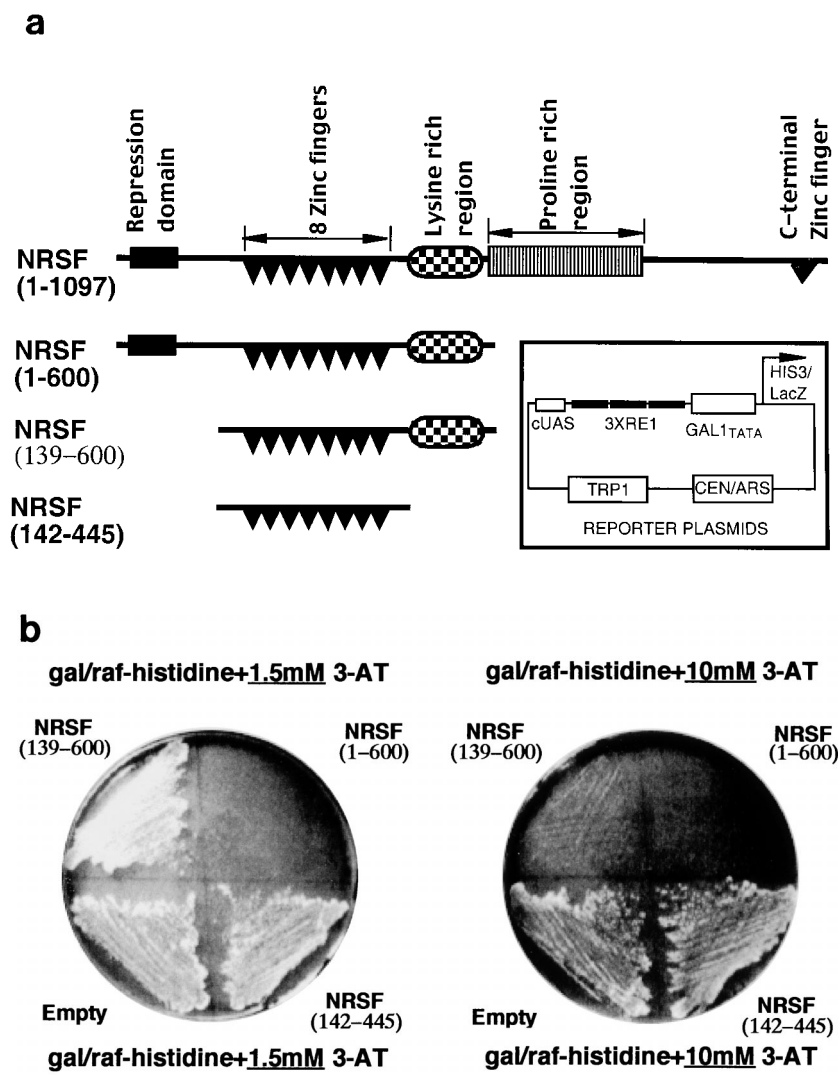 a
Repression
domain
8 Zinc fingers
Lysine rich
region
Proline rich
region
C-terminal
Zinc finger
NRSF
(1-1097)
NRSF
(1-600)
NRSF
(139-600)
NRSF
(142-445)
HIS3/
LacZ
cUAS
3XRE1
GAL1TATA
TRP1
CEN/ARS
REPORTER PLASMIDS
b
gal/raf-histidine+1.5mM 3-AT
NRSF
(139-600)
NRSF
(1-600)
Empty
NRSF
(142-445)
gal/raf-histidine+1.5mM 3-AT
gal/raf-histidine+10mM 3-AT
NRSF
(139-600)
NRSF
(1-600)
Empty
NRSF
(142-445)
gal/raf-histidine+10mM 3-AT